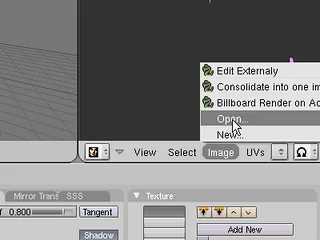 Edit Externaly
Consolidate into one im
Billboard Render on Ac
Open...
New...
View Select Image UVs
Mirror Trans SSS
Texture
0.800 Tangent
Add New
Shadow